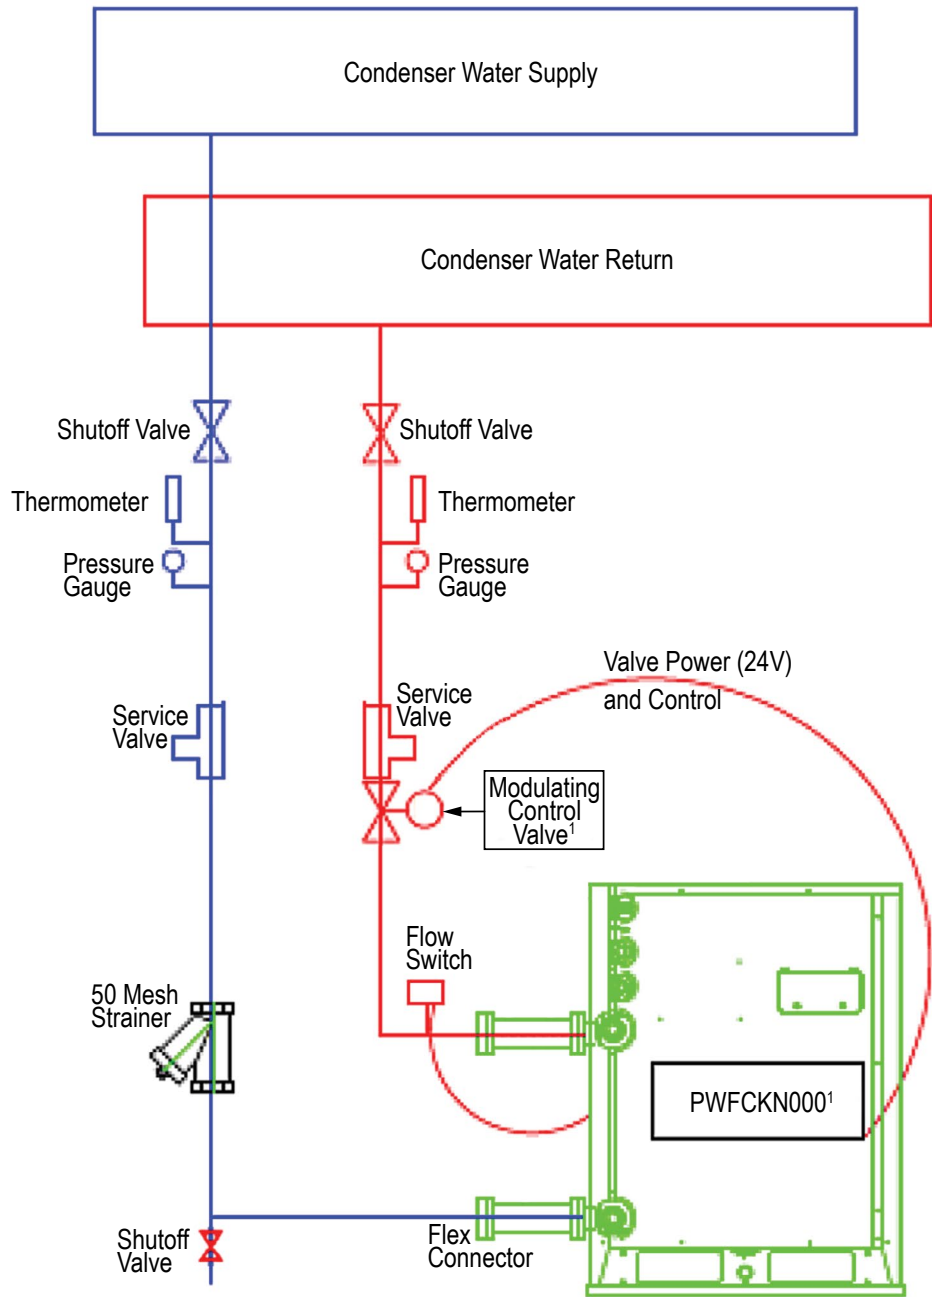 Condenser Water Supply
Condenser Water Return
Shutoff Valve
Shutoff Valve
Thermometer
Thermometer
Pressure
Gauge
Pressure
Gauge
Valve Power (24V)
and Control
Service
Valve
Service
Valve
Modulating
Control
Valve¹
Flow
Switch
50 Mesh
Strainer
PWFCKN000¹
Shutoff
Valve
Flex
Connector